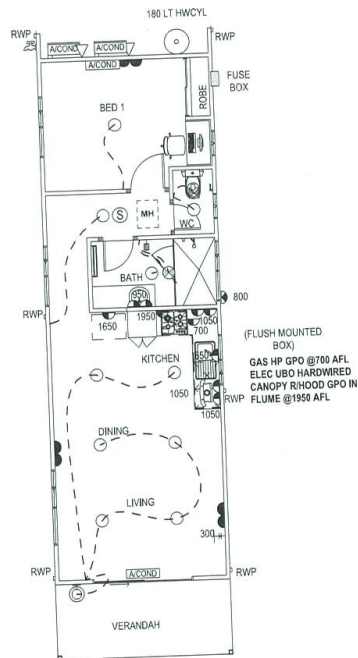 180 LT HWCYL
RWP
RWP
A/COND
A/COND
A/COND
FUSE
BOX
ROBE
BED 1
S
MH
WC
BATH
950
800
1650
1950
1050
700
RWP
(FLUSH MOUNTED
BOX)
GAS HP GPO @700 AFL
ELEC UBO HARDWIRED
CANOPY R/HOOD GPO IN
FLUME @1950 AFL
KITCHEN
1050
RWP
1050
DINING
LIVING
300
RWP
A/COND
RWP
VERANDAH